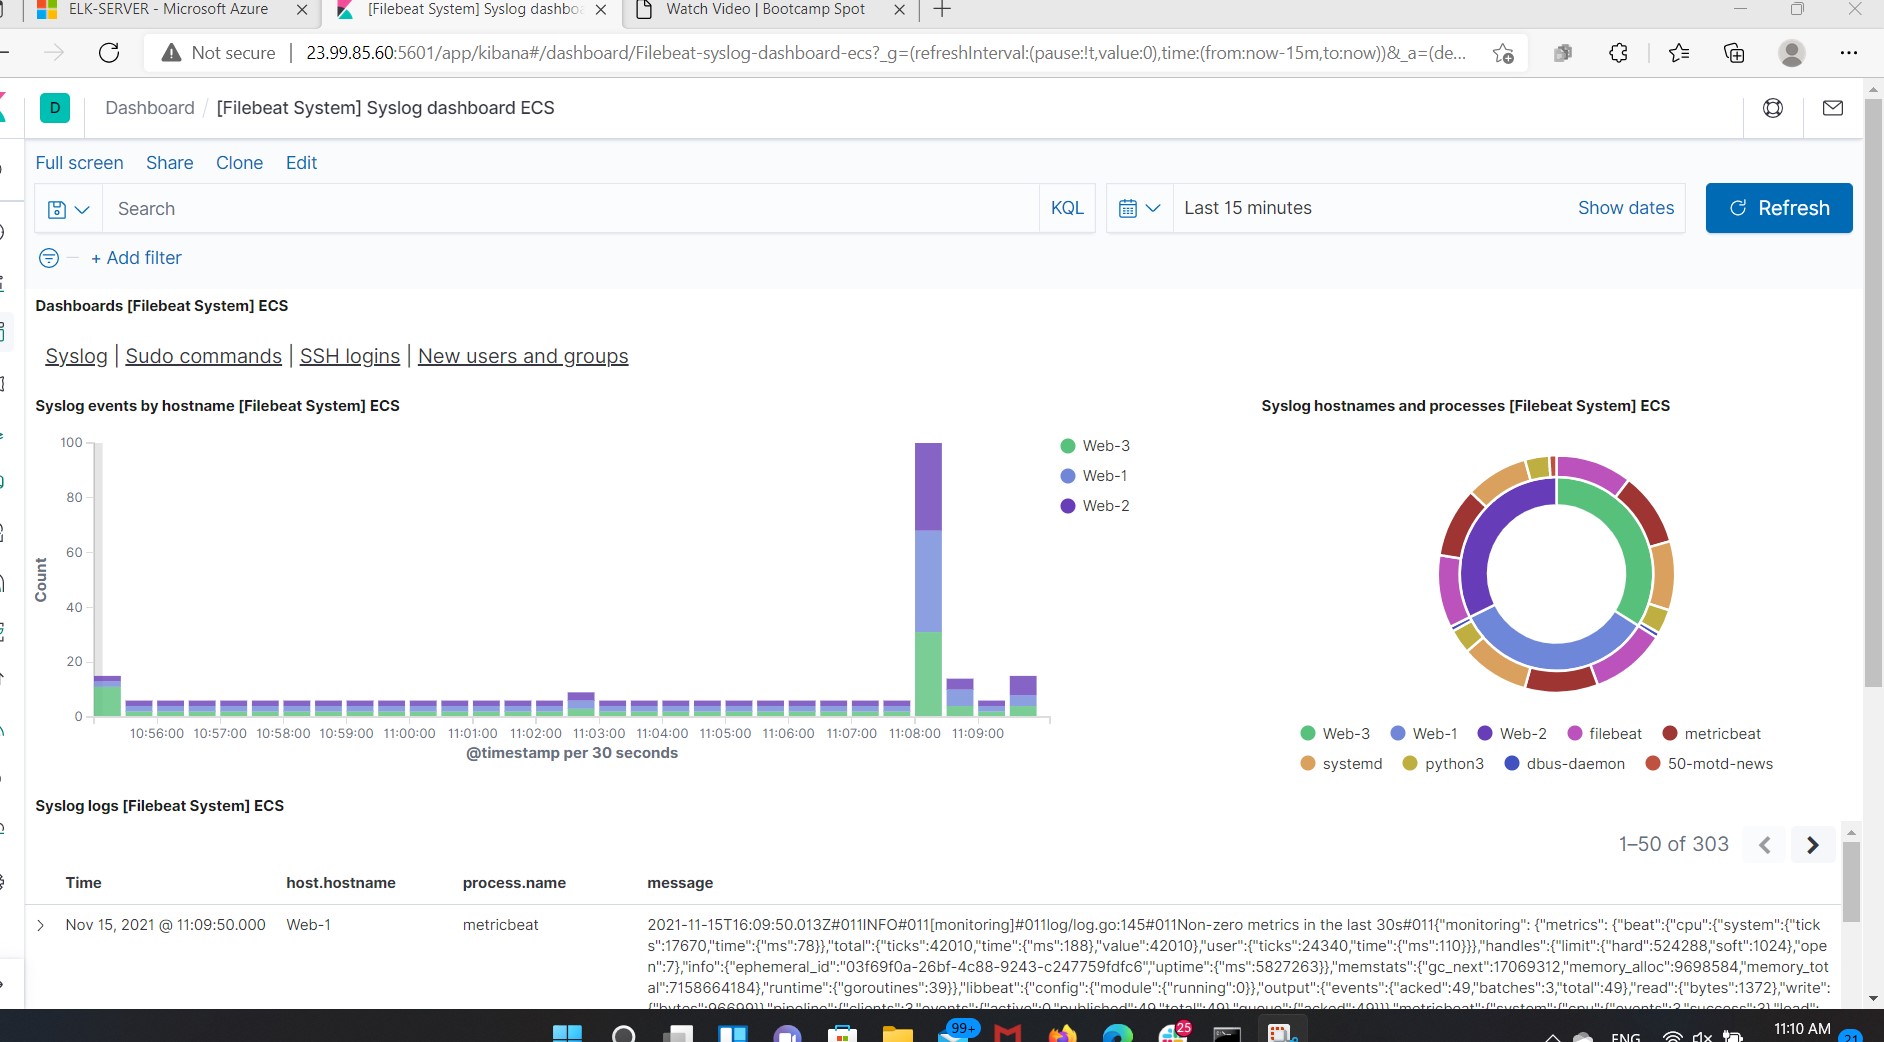 ELK-SERVER - Microsoft Azure
[Filebeat System] Syslog dashboa
Watch Video | Bootcamp Spot
Not secure
23.99.85.60:5601/app/kibana#/dashboard/Filebeat-syslog-dashboard-ecs?_g=(refreshInterval:(pause:!t,value:0),time:(from:now-15m,to:now))&_a=(de...
D Dashboard / [Filebeat System] Syslog dashboard ECS
Full screen Share Clone Edit
Search KQL Last 15 minutes Show dates Refresh
+ Add filter
Dashboards [Filebeat System] ECS
Syslog | Sudo commands | SSH logins | New users and groups
Syslog events by hostname [Filebeat System] ECS
100
80
60
40
20
0
Count
10:56:00 10:57:00 10:58:00 10:59:00 11:00:00 11:01:00 11:02:00 11:03:00 11:04:00 11:05:00 11:06:00 11:07:00 11:08:00 11:09:00
@timestamp per 30 seconds
Web-3
Web-1
Web-2
Syslog hostnames and processes [Filebeat System] ECS
Web-3 Web-1 Web-2 filebeat metricbeat
systemd python3 dbus-daemon 50-motd-news
Syslog logs [Filebeat System] ECS
1–50 of 303
Time host.hostname process.name message
Nov 15, 2021 @ 11:09:50.000 Web-1 metricbeat 2021-11-15T16:09:50.013Z#011INFO#011[monitoring]#011log/log.go:145#011Non-zero metrics in the last 30s#011{"monitoring": {"metrics": {"beat":{"cpu":{"system":{"tick
s":17670,"time":{"ms":78}},"total":{"ticks":42010,"time":{"ms":188},"value":42010},"user":{"ticks":24340,"time":{"ms":110}}},"handles":{"limit":{"hard":524288,"soft":1024},"ope
n":7},"info":{"ephemeral_id":"03f69f0a-26bf-4c88-9243-c247759fdfc6","uptime":{"ms":5827263}},"memstats":{"gc_next":17069312,"memory_alloc":9698584,"memory_tot
al":7158664184},"runtime":{"goroutines":39}},"libbeat":{"config":{"module":{"running":0}},"output":{"events":{"acked":49,"batches":3,"total":49},"read":{"bytes":1372},"write":
99+
25
ENG
11:10 AM
21